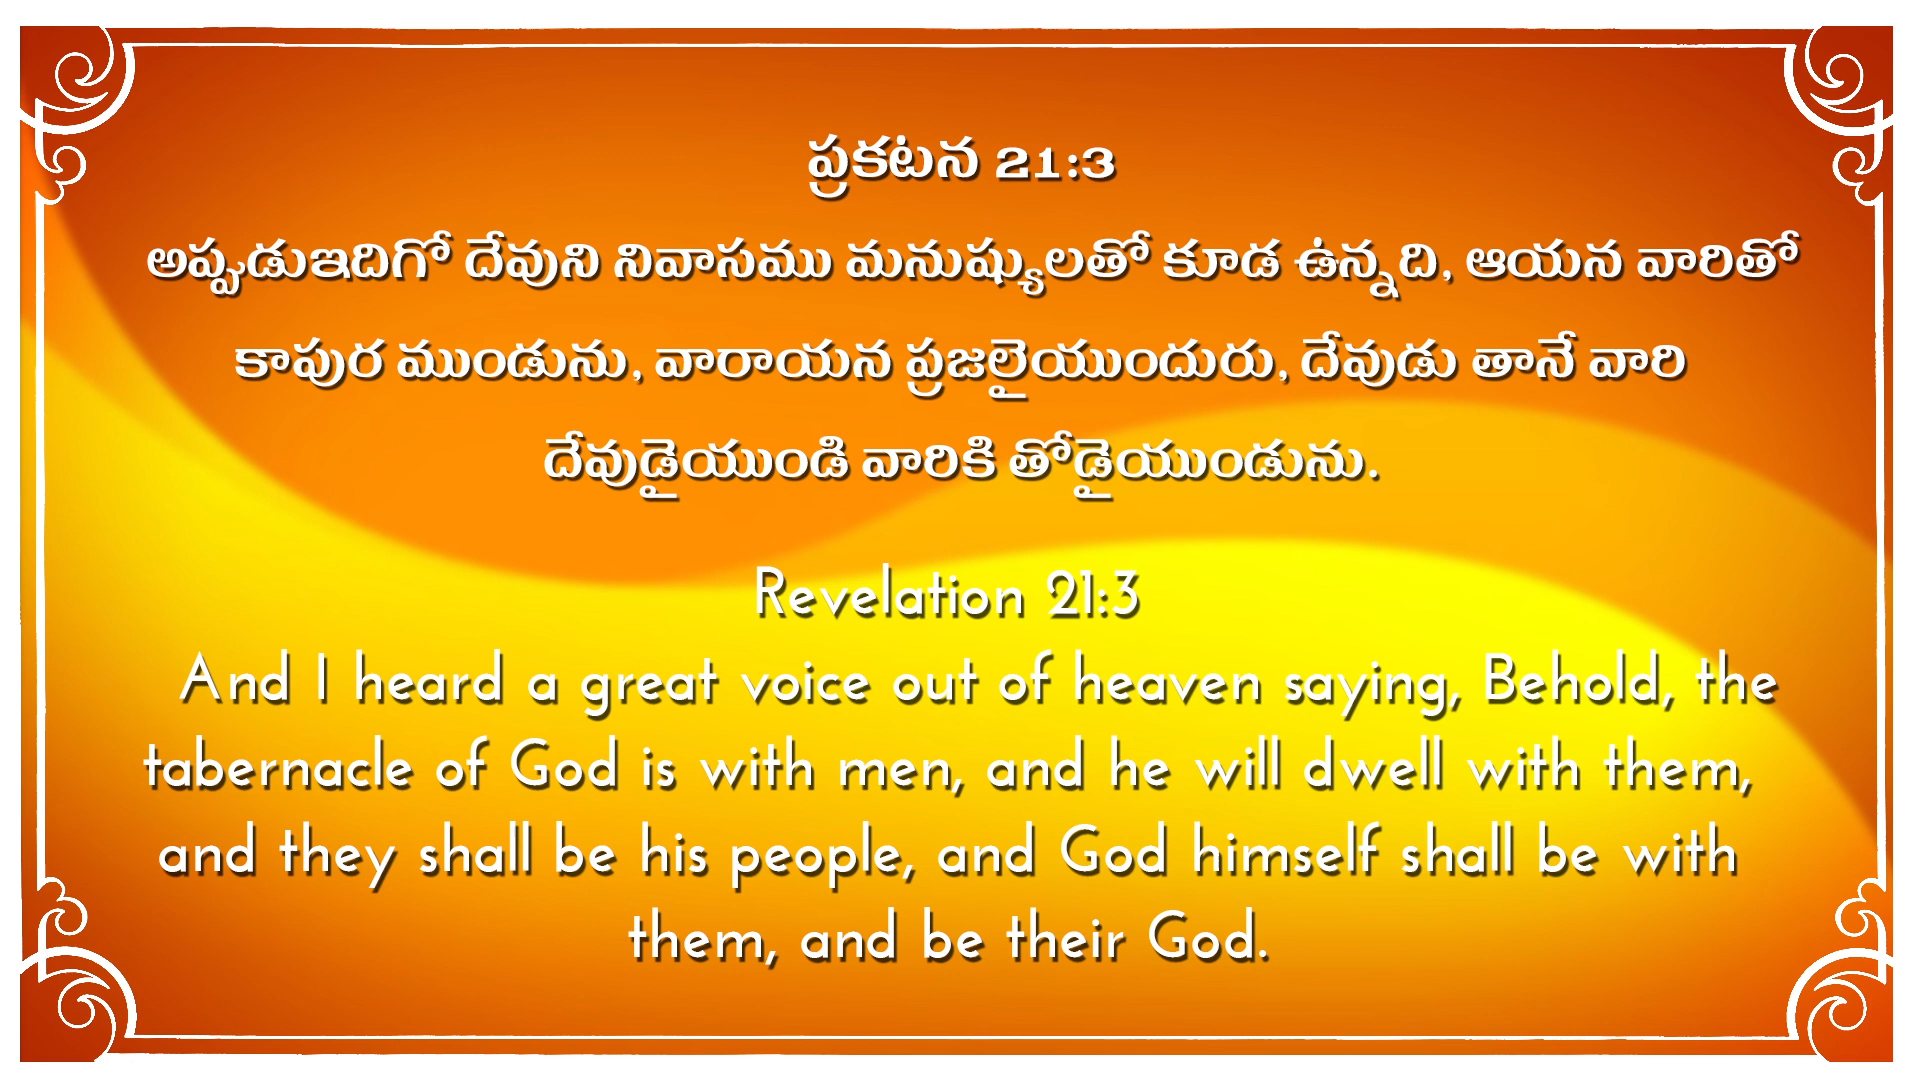 ప్రకటన 21:3
అప్పుడుఇదిగో దేవుని నివాసము మనుష్యులతో కూడ ఉన్నది, ఆయన వారితో
కాపుర ముండును, వారాయన ప్రజలైయుందురు, దేవుడు తానే వారి
దేవుడైయుండి వారికి తోడైయుండును.
Revelation 21:3
And I heard a great voice out of heaven saying, Behold, the
tabernacle of God is with men, and he will dwell with them,
and they shall be his people, and God himself shall be with
them, and be their God.